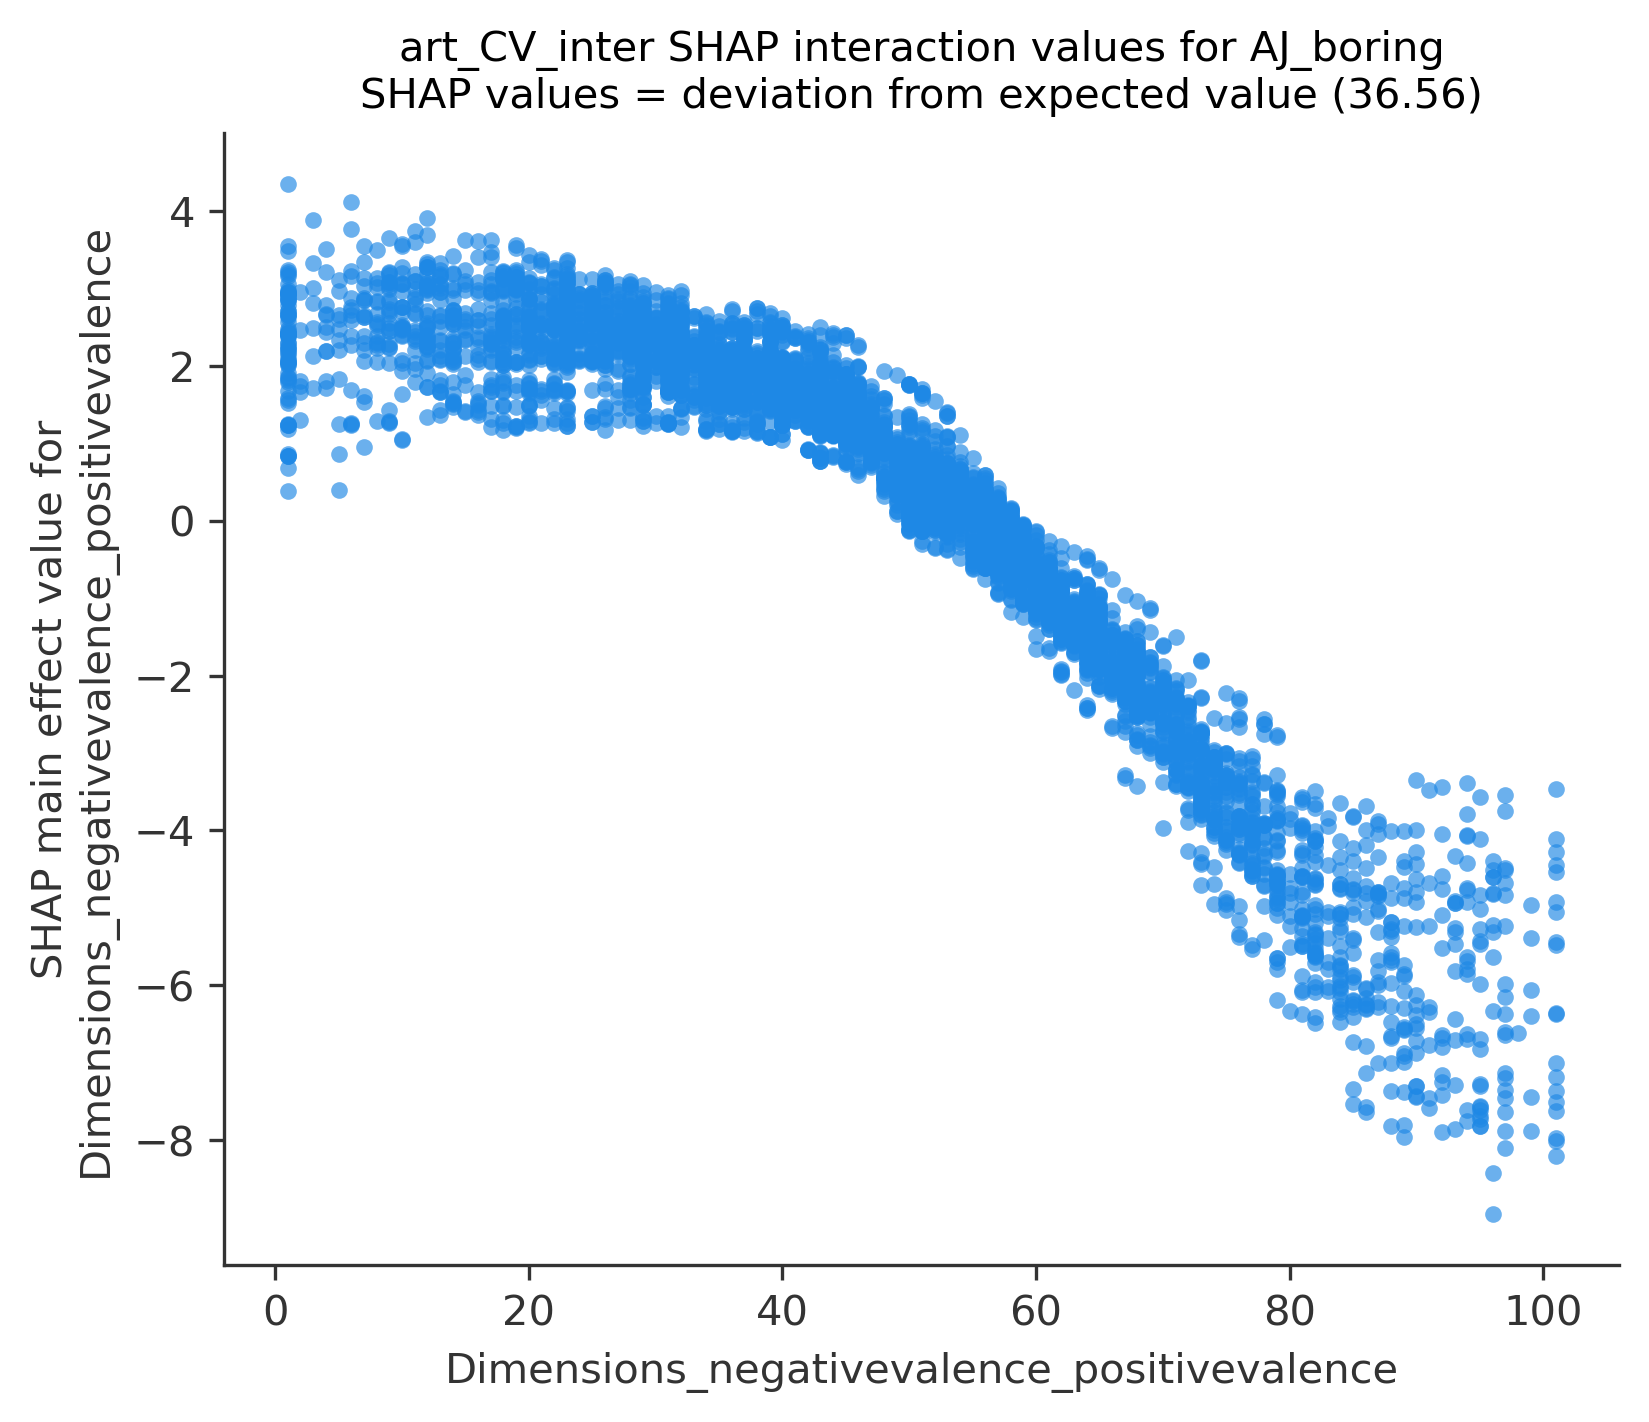 art_CV_inter SHAP interaction values for AJ_boring
SHAP values = deviation from expected value (36.56)
SHAP main effect value for
Dimensions_negativevalence_positivevalence
4
2
0
−2
−4
−6
−8
0
20
40
60
80
100
Dimensions_negativevalence_positivevalence